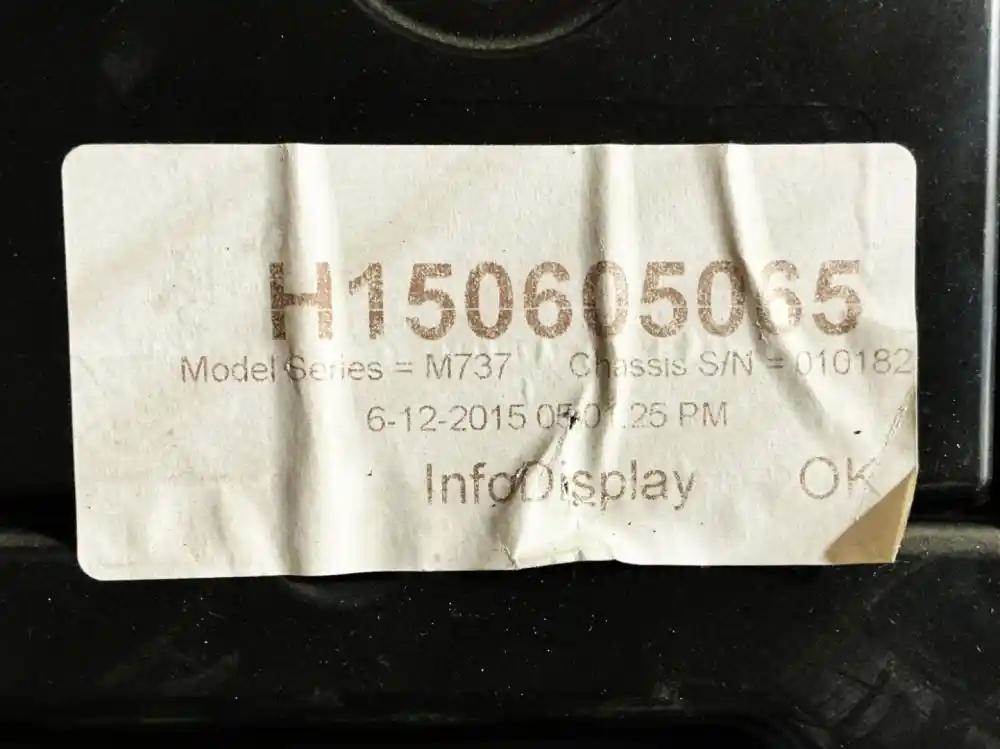 H150605065
Model Series = M737 Chassis S/N = 010182
6-12-2015 05:01:25 PM
InfoDisplay OK